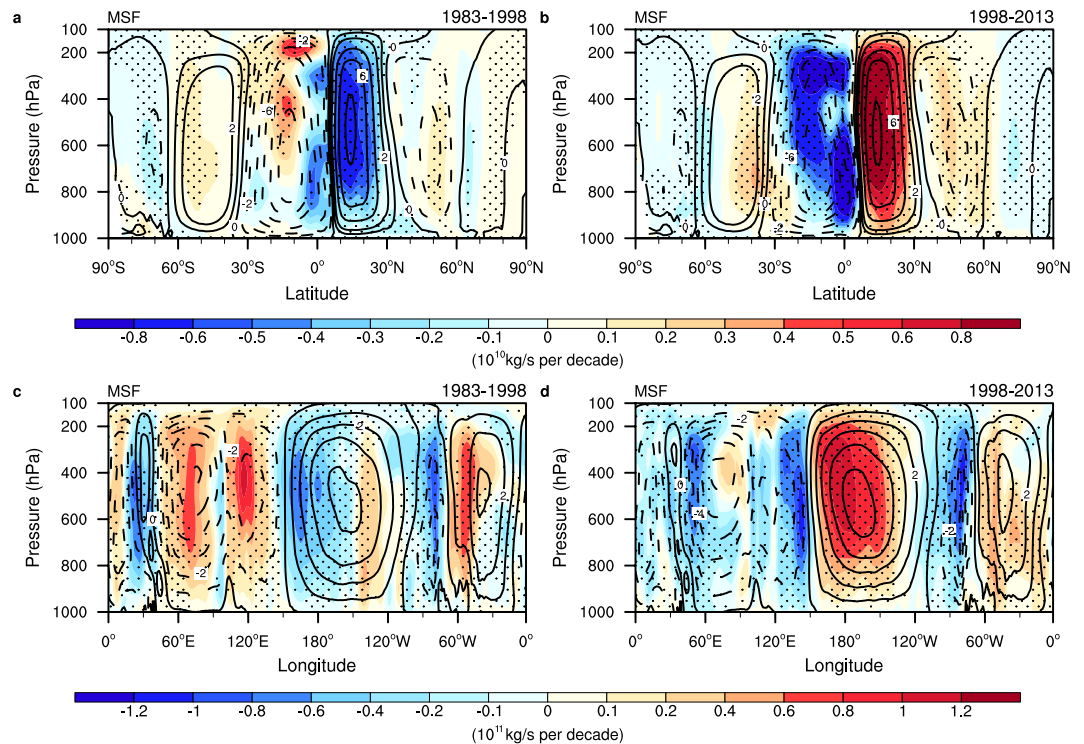 a MSF 1983-1998
b MSF 1998-2013
100
200
400
600
800
1000
Pressure (hPa)
-2
6
-6
2
-2
2
0
0
0
0
0
90°S 60°S 30°S 0° 30°N 60°N 90°N
Latitude
100
200
400
600
800
1000
Pressure (hPa)
0
0
2
6
-6
0
0
2
0
-2
-0
90°S 60°S 30°S 0° 30°N 60°N 90°N
Latitude
-0.8 -0.6 -0.5 -0.4 -0.3 -0.2 -0.1 0 0.1 0.2 0.3 0.4 0.5 0.6 0.8
(10¹⁰kg/s per decade)
c MSF 1983-1998
d MSF 1998-2013
100
200
400
600
800
1000
Pressure (hPa)
2
-2
2
0
-2
0° 60°E 120°E 180° 120°W 60°W 0°
Longitude
100
200
400
600
800
1000
Pressure (hPa)
-2
0
2
2
-4
-2
0° 60°E 120°E 180° 120°W 60°W 0°
Longitude
-1.2 -1 -0.8 -0.6 -0.4 -0.2 -0.1 0 0.1 0.2 0.4 0.6 0.8 1 1.2
(10¹¹kg/s per decade)